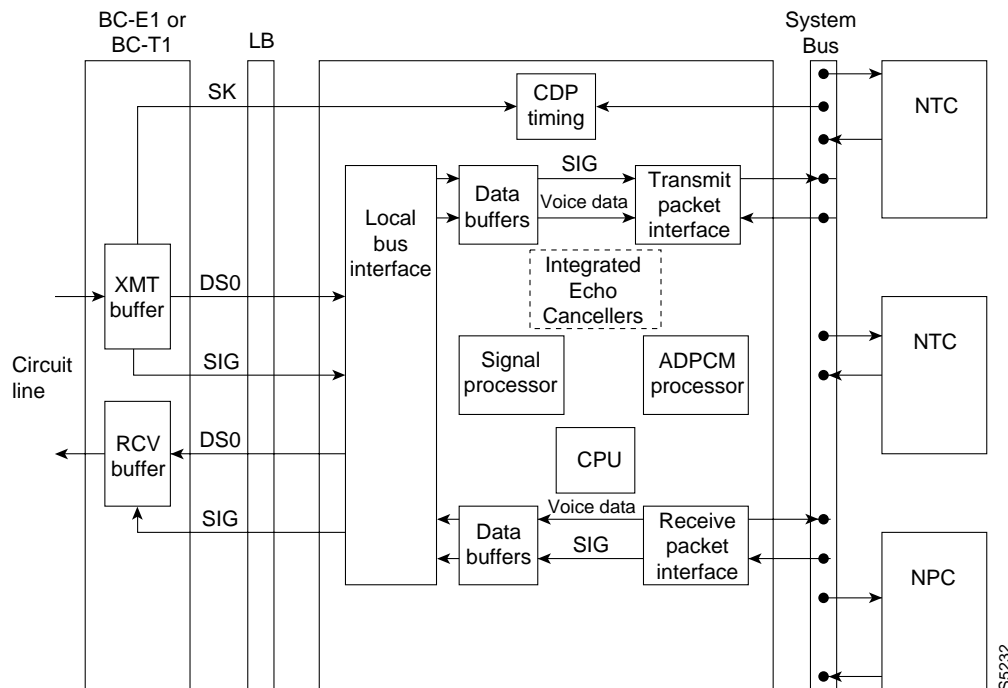 BC-E1 or
BC-T1
LB
System
Bus
SK
CDP
timing
NTC
SIG
Voice data
Data
buffers
Transmit
packet
interface
Local
bus
interface
Integrated
Echo
Cancellers
XMT
buffer
DS0
SIG
Signal
processor
ADPCM
processor
NTC
Circuit
line
RCV
buffer
DS0
SIG
CPU
Voice data
SIG
Data
buffers
Receive
packet
interface
NPC
S5232